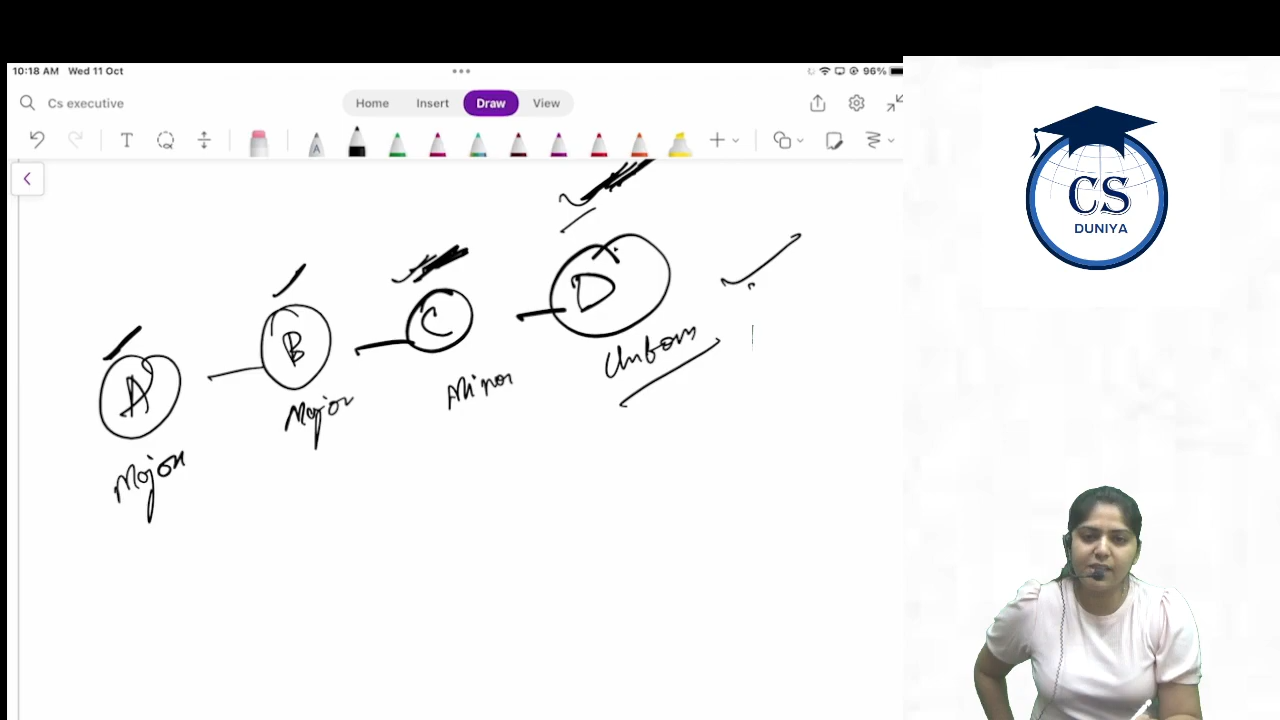 10:18 AM Wed 11 Oct
96%
Cs executive
Home Insert Draw View
T
A
CS
DUNIYA
D
C
B
A
Unborn
Minor
Major
Major